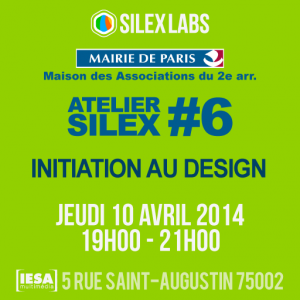 SILEX LABS
MAIRIE DE PARIS
Maison des Associations du 2e arr.
ATELIER
SILEX #6
INITIATION AU DESIGN
JEUDI 10 AVRIL 2014
19H00 - 21H00
[IESA
multimédia
5 RUE SAINT-AUGUSTIN 75002